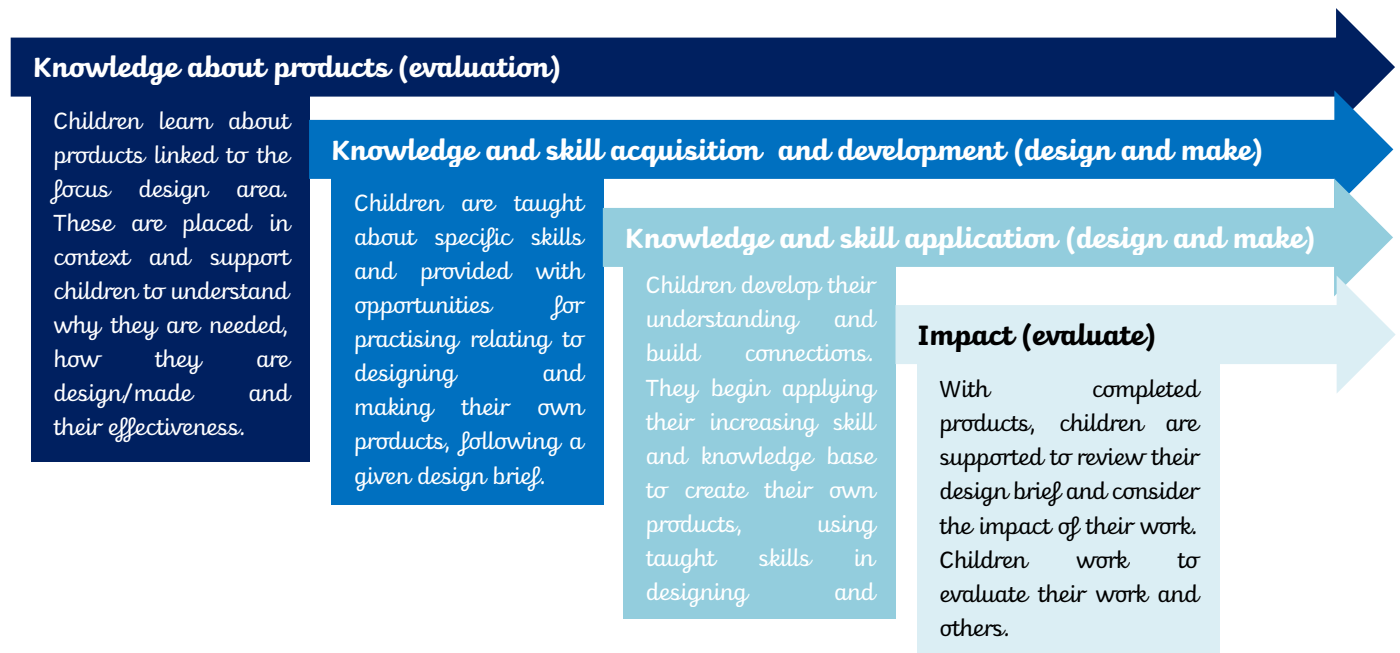 Knowledge about products (evaluation)
Children learn about
products linked to the
focus design area.
These are placed in
context and support
children to understand
why they are needed,
how they are
design/made and
their effectiveness.
Knowledge and skill acquisition and development (design and make)
Children are taught
about specific skills
and provided with
opportunities for
practising relating to
designing and
making their own
products, following a
given design brief.
Knowledge and skill application (design and make)
Children develop their
understanding and
build connections.
They begin applying
their increasing skill
and knowledge base
to create their own
products, using
taught skills in
designing and
Impact (evaluate)
With completed
products, children are
supported to review their
design brief and consider
the impact of their work.
Children work to
evaluate their work and
others.